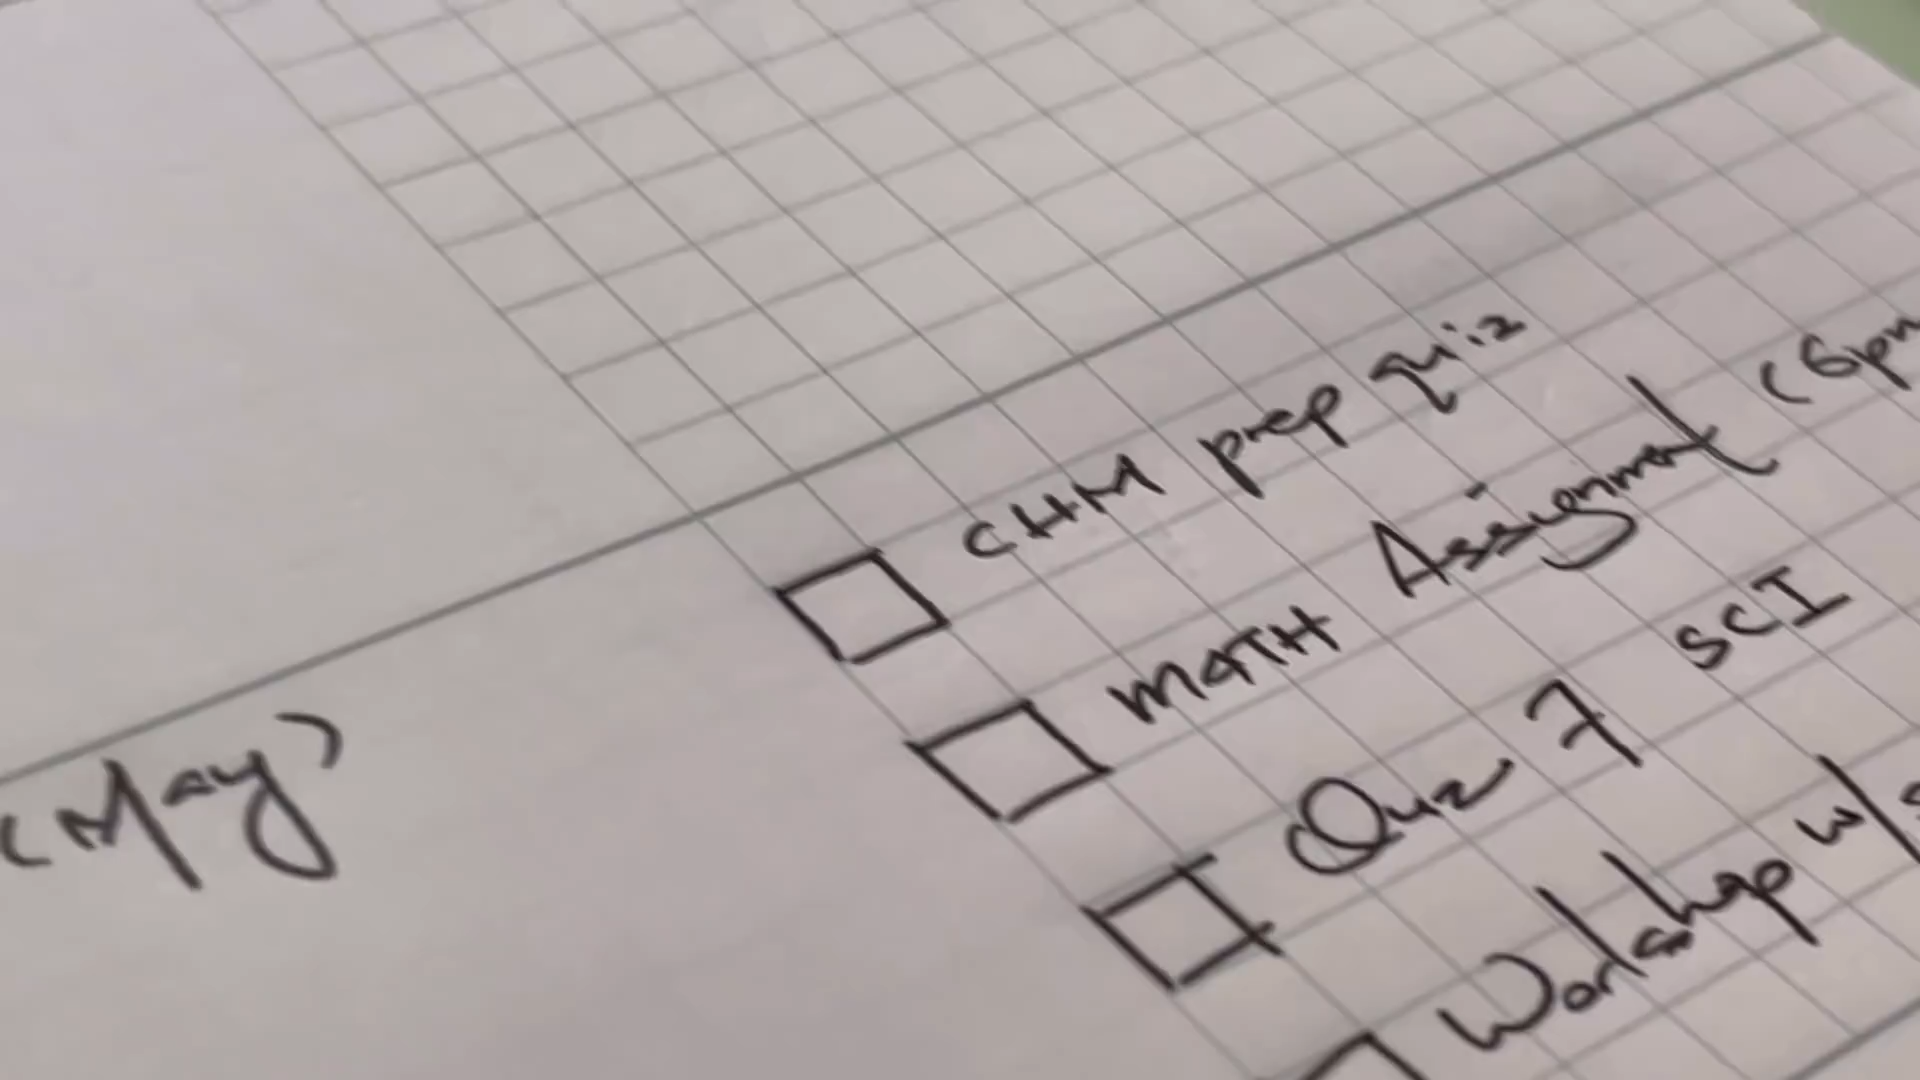 (May)
CHM prep quiz
MATH Assignment (6pm
Quiz 7 SCI
Workshop w/s